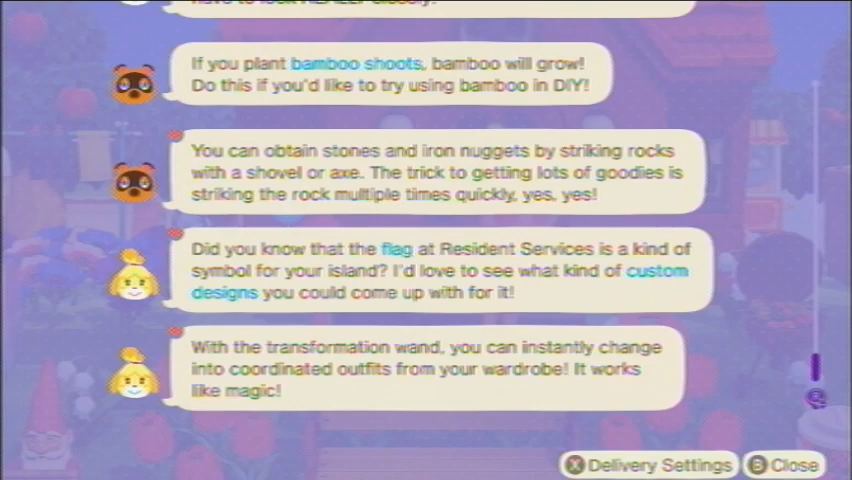 If you plant bamboo shoots, bamboo will grow!
Do this if you'd like to try using bamboo in DIY!
You can obtain stones and iron nuggets by striking rocks
with a shovel or axe. The trick to getting lots of goodies is
striking the rock multiple times quickly, yes, yes!
Did you know that the flag at Resident Services is a kind of
symbol for your island? I'd love to see what kind of custom
designs you could come up with for it!
With the transformation wand, you can instantly change
into coordinated outfits from your wardrobe! It works
like magic!
X Delivery Settings B Close